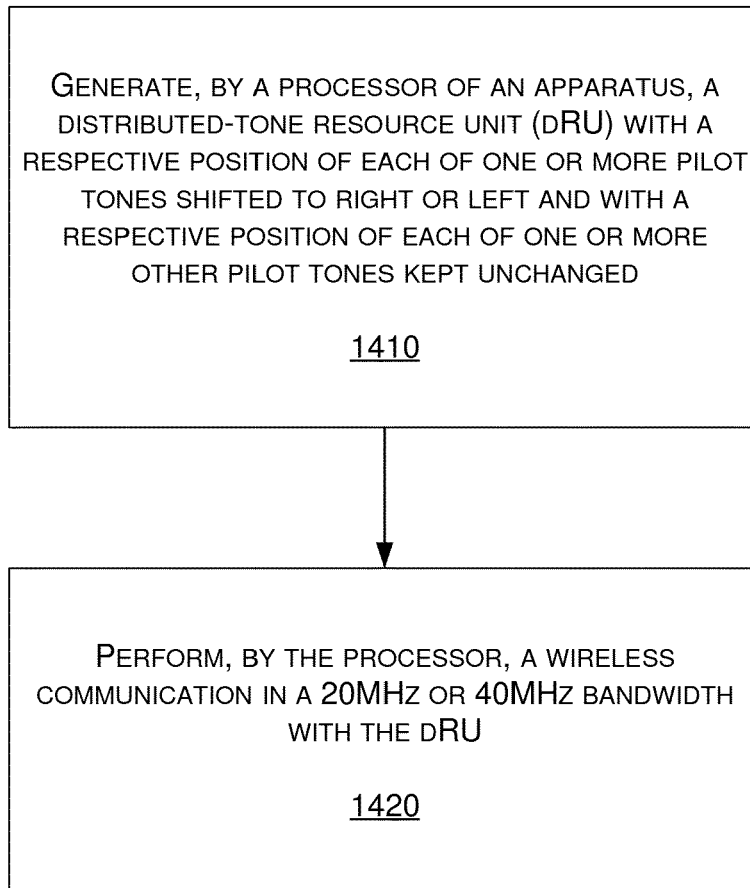 GENERATE, BY A PROCESSOR OF AN APPARATUS, A
DISTRIBUTED-TONE RESOURCE UNIT (DRU) WITH A
RESPECTIVE POSITION OF EACH OF ONE OR MORE PILOT
TONES SHIFTED TO RIGHT OR LEFT AND WITH A
RESPECTIVE POSITION OF EACH OF ONE OR MORE
OTHER PILOT TONES KEPT UNCHANGED
1410
PERFORM, BY THE PROCESSOR, A WIRELESS
COMMUNICATION IN A 20MHZ OR 40MHZ BANDWIDTH
WITH THE DRU
1420